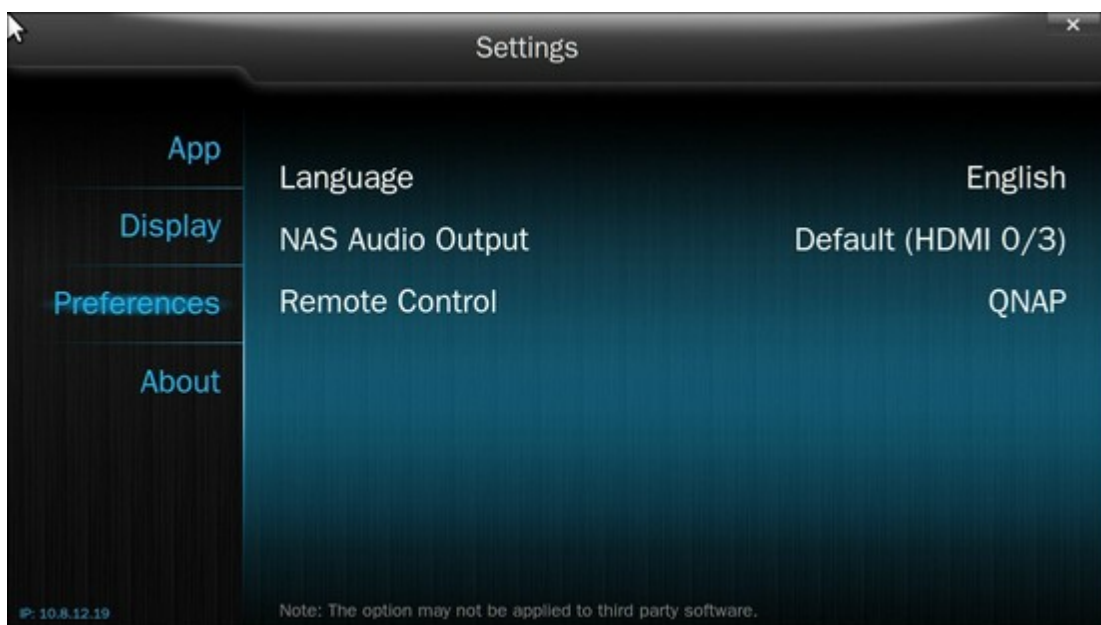 Settings
×
App
Display
Preferences
About
Language English
NAS Audio Output Default (HDMI 0/3)
Remote Control QNAP
IP: 10.8.12.19
Note: The option may not be applied to third party software.